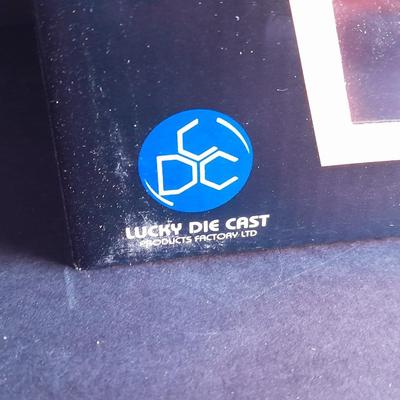 LDC
LUCKY DIE CAST
PRODUCTS FACTORY LTD